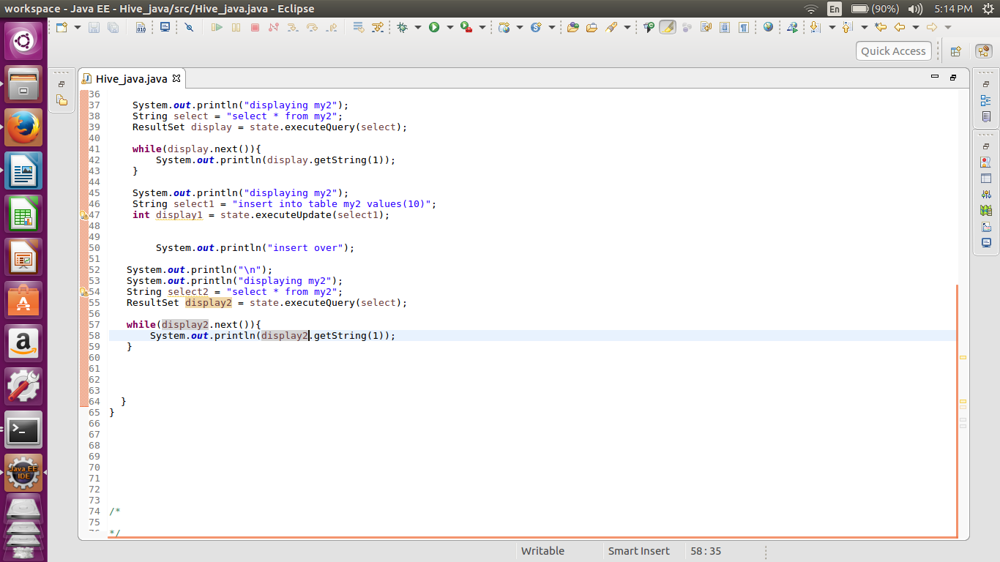 workspace - Java EE - Hive_java/src/Hive_java.java - Eclipse
En (90%) 5:14 PM
Quick Access
Hive_java.java
36
37 System.out.println("displaying my2");
38 String select = "select * from my2";
39 ResultSet display = state.executeQuery(select);
40
41 while(display.next()){
42 System.out.println(display.getString(1));
43 }
44
45 System.out.println("displaying my2");
46 String select1 = "insert into table my2 values(10)";
47 int display1 = state.executeUpdate(select1);
48
49
50 System.out.println("insert over");
51
52 System.out.println("\n");
53 System.out.println("displaying my2");
54 String select2 = "select * from my2";
55 ResultSet display2 = state.executeQuery(select);
56
57 while(display2.next()){
58 System.out.println(display2.getString(1));
59 }
60
61
62
63
64 }
65 }
66
67
68
69
70
71
72
73
74 /*
75
76 */
Java EE
IDE
Writable Smart Insert 58 : 35